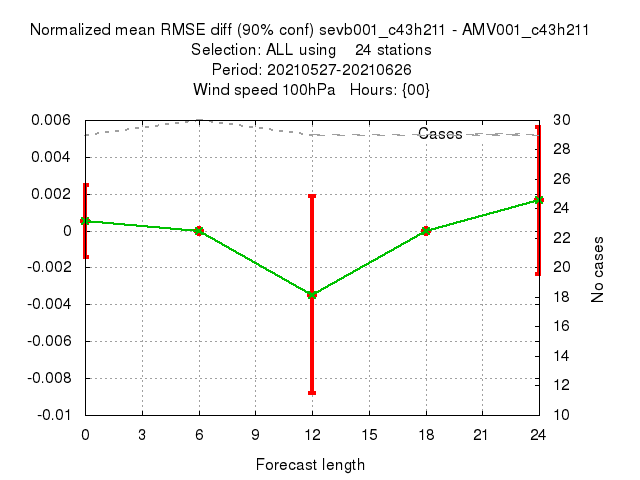 Normalized mean RMSE diff (90% conf) sevb001_c43h211 - AMV001_c43h211
Selection: ALL using 24 stations
Period: 20210527-20210626
Wind speed 100hPa Hours: {00}
0.006
0.004
0.002
0
-0.002
-0.004
-0.006
-0.008
-0.01
Cases
30
28
26
24
22
20
18
16
14
12
10
No cases
0 3 6 9 12 15 18 21 24
Forecast length